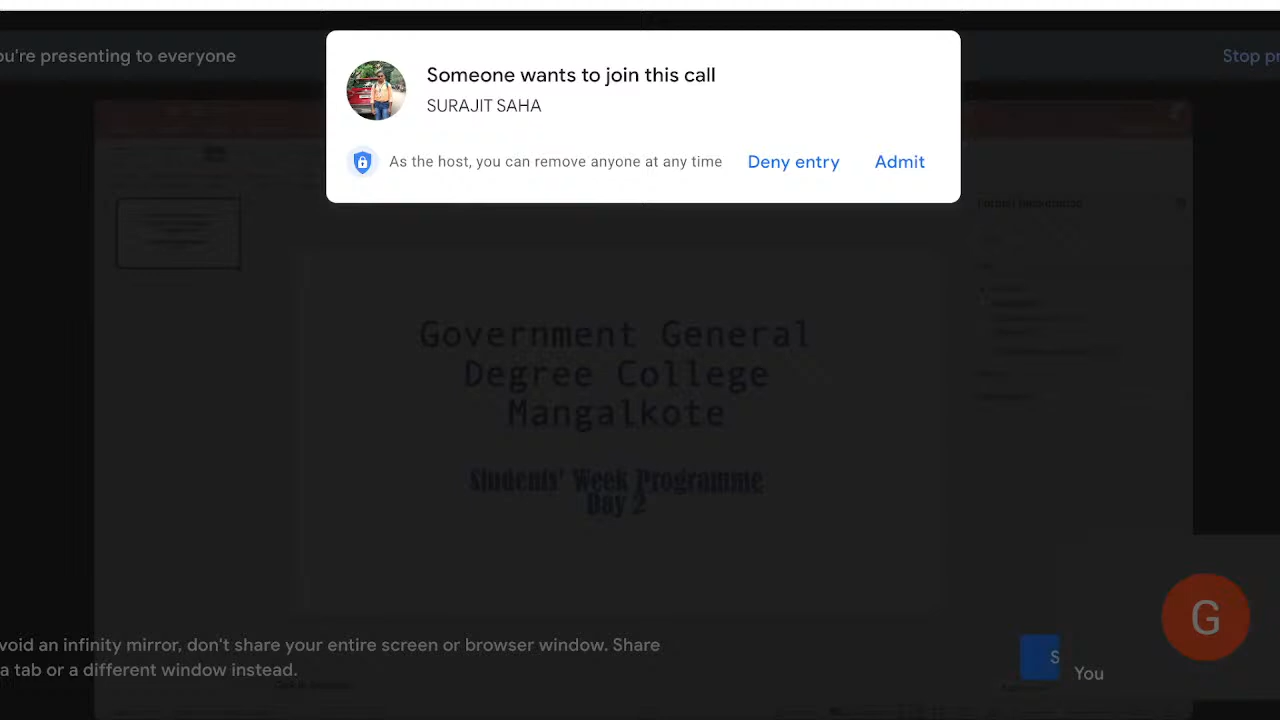 ou're presenting to everyone
Stop pr
Someone wants to join this call
SURAJIT SAHA
As the host, you can remove anyone at any time
Deny entry
Admit
Government General
Degree College
Mangalkote
Students' Week Programme
Day 2
G
void an infinity mirror, don't share your entire screen or browser window. Share
a tab or a different window instead.
S
You